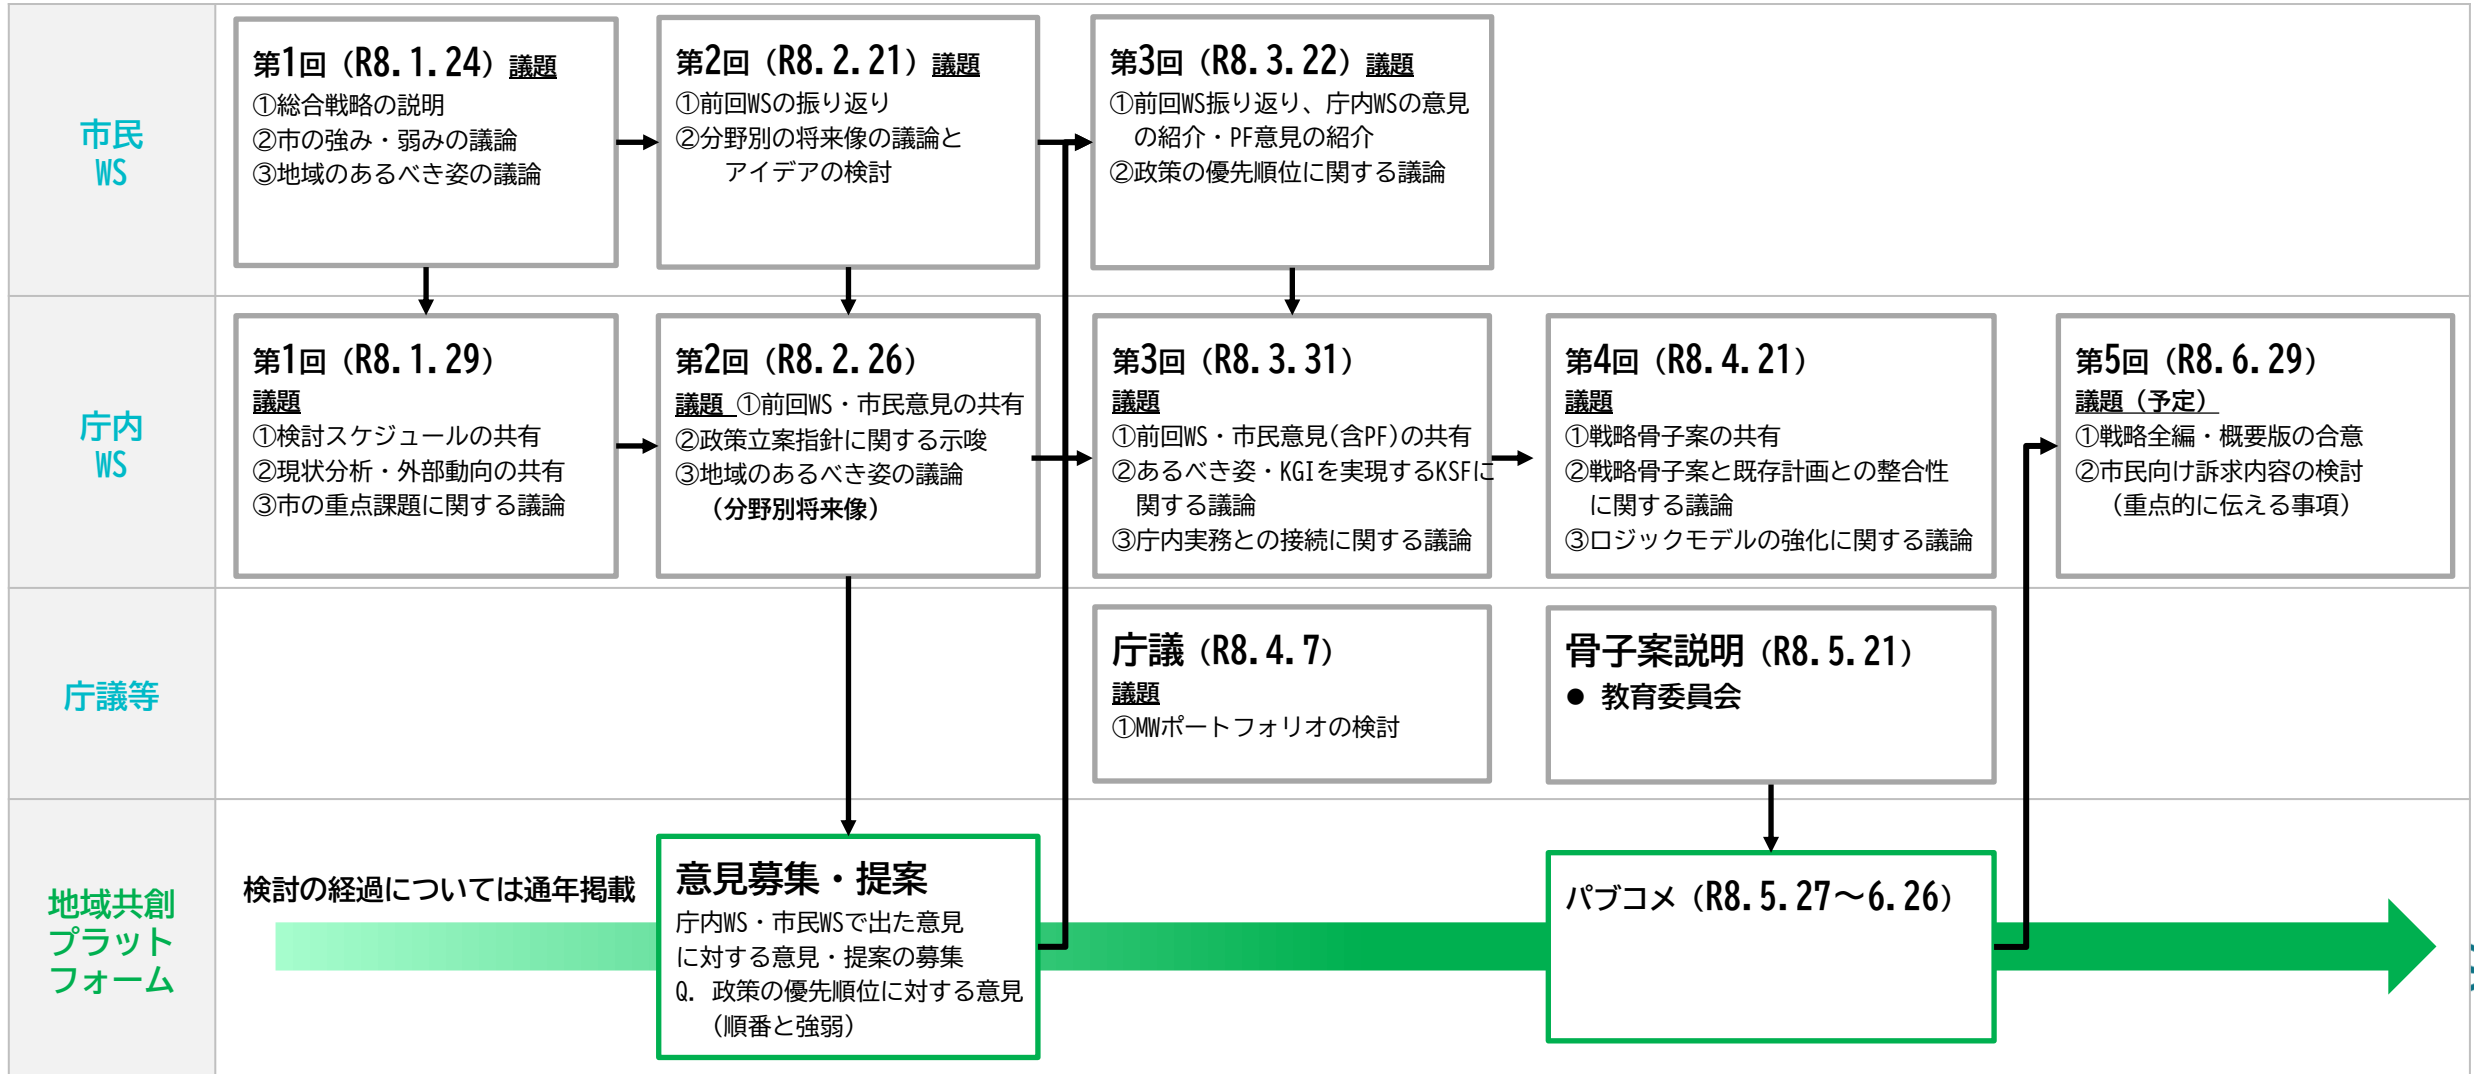 市民
WS
第1回（R8.1.24）議題
①総合戦略の説明
②市の強み・弱みの議論
③地域のあるべき姿の議論
第2回（R8.2.21）議題
①前回WSの振り返り
②分野別の将来像の議論と
アイデアの検討
第3回（R8.3.22）議題
①前回WS振り返り、庁内WSの意見
の紹介・PF意見の紹介
②政策の優先順位に関する議論
庁内
WS
第1回（R8.1.29）
議題
①検討スケジュールの共有
②現状分析・外部動向の共有
③市の重点課題に関する議論
第2回（R8.2.26）
議題 ①前回WS・市民意見の共有
②政策立案指針に関する示唆
③地域のあるべき姿の議論
（分野別将来像）
第3回（R8.3.31）
議題
①前回WS・市民意見(含PF)の共有
②あるべき姿・KGIを実現するKSFに
関する議論
③庁内実務との接続に関する議論
第4回（R8.4.21）
議題
①戦略骨子案の共有
②戦略骨子案と既存計画との整合性
に関する議論
③ロジックモデルの強化に関する議論
第5回（R8.6.29）
議題（予定）
①戦略全編・概要版の合意
②市民向け訴求内容の検討
（重点的に伝える事項）
庁議等
庁議（R8.4.7）
議題
①MWポートフォリオの検討
骨子案説明（R8.5.21）
● 教育委員会
地域共創
プラット
フォーム
検討の経過については通年掲載
意見募集・提案
庁内WS・市民WSで出た意見
に対する意見・提案の募集
Q. 政策の優先順位に対する意見
（順番と強弱）
パブコメ（R8.5.27～6.26）